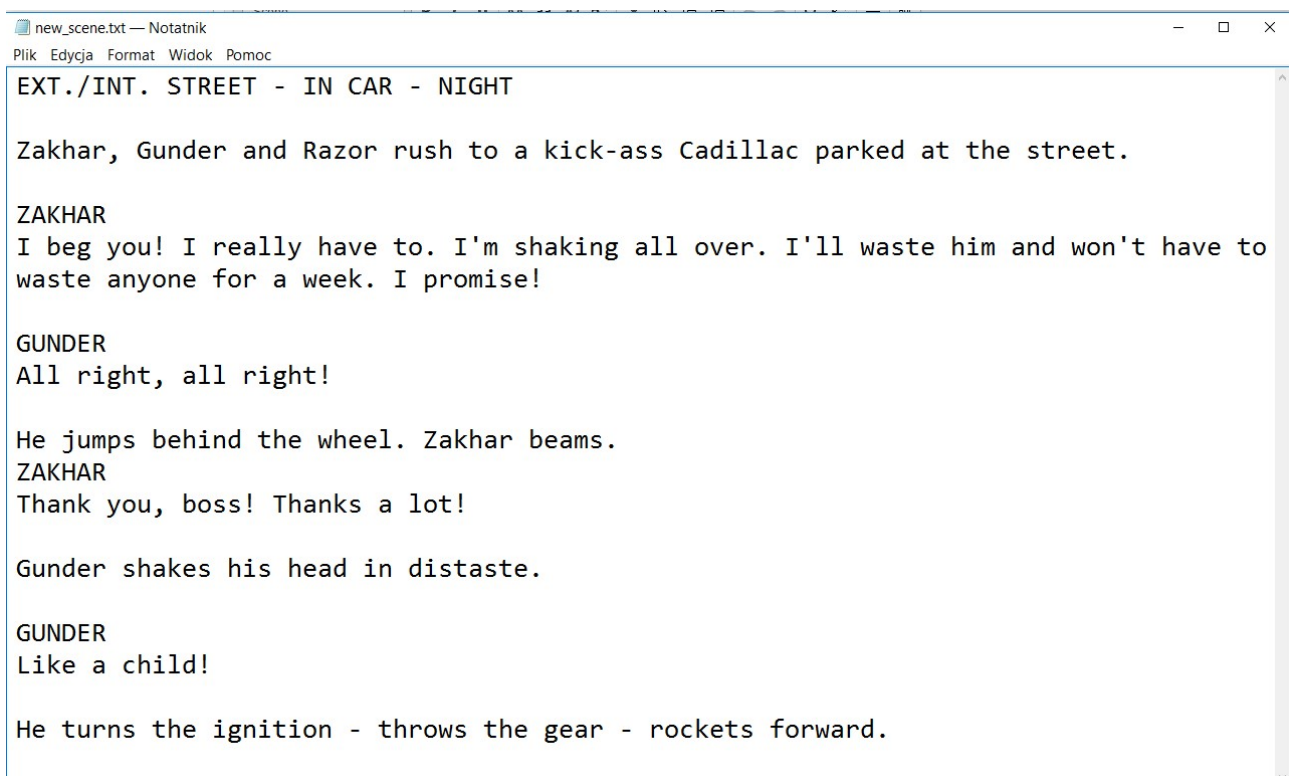 new_scene.txt — Notatnik
Plik Edycja Format Widok Pomoc
EXT./INT. STREET - IN CAR - NIGHT
Zakhar, Gunder and Razor rush to a kick-ass Cadillac parked at the street.
ZAKHAR
I beg you! I really have to. I'm shaking all over. I'll waste him and won't have to
waste anyone for a week. I promise!
GUNDER
All right, all right!
He jumps behind the wheel. Zakhar beams.
ZAKHAR
Thank you, boss! Thanks a lot!
Gunder shakes his head in distaste.
GUNDER
Like a child!
He turns the ignition - throws the gear - rockets forward.